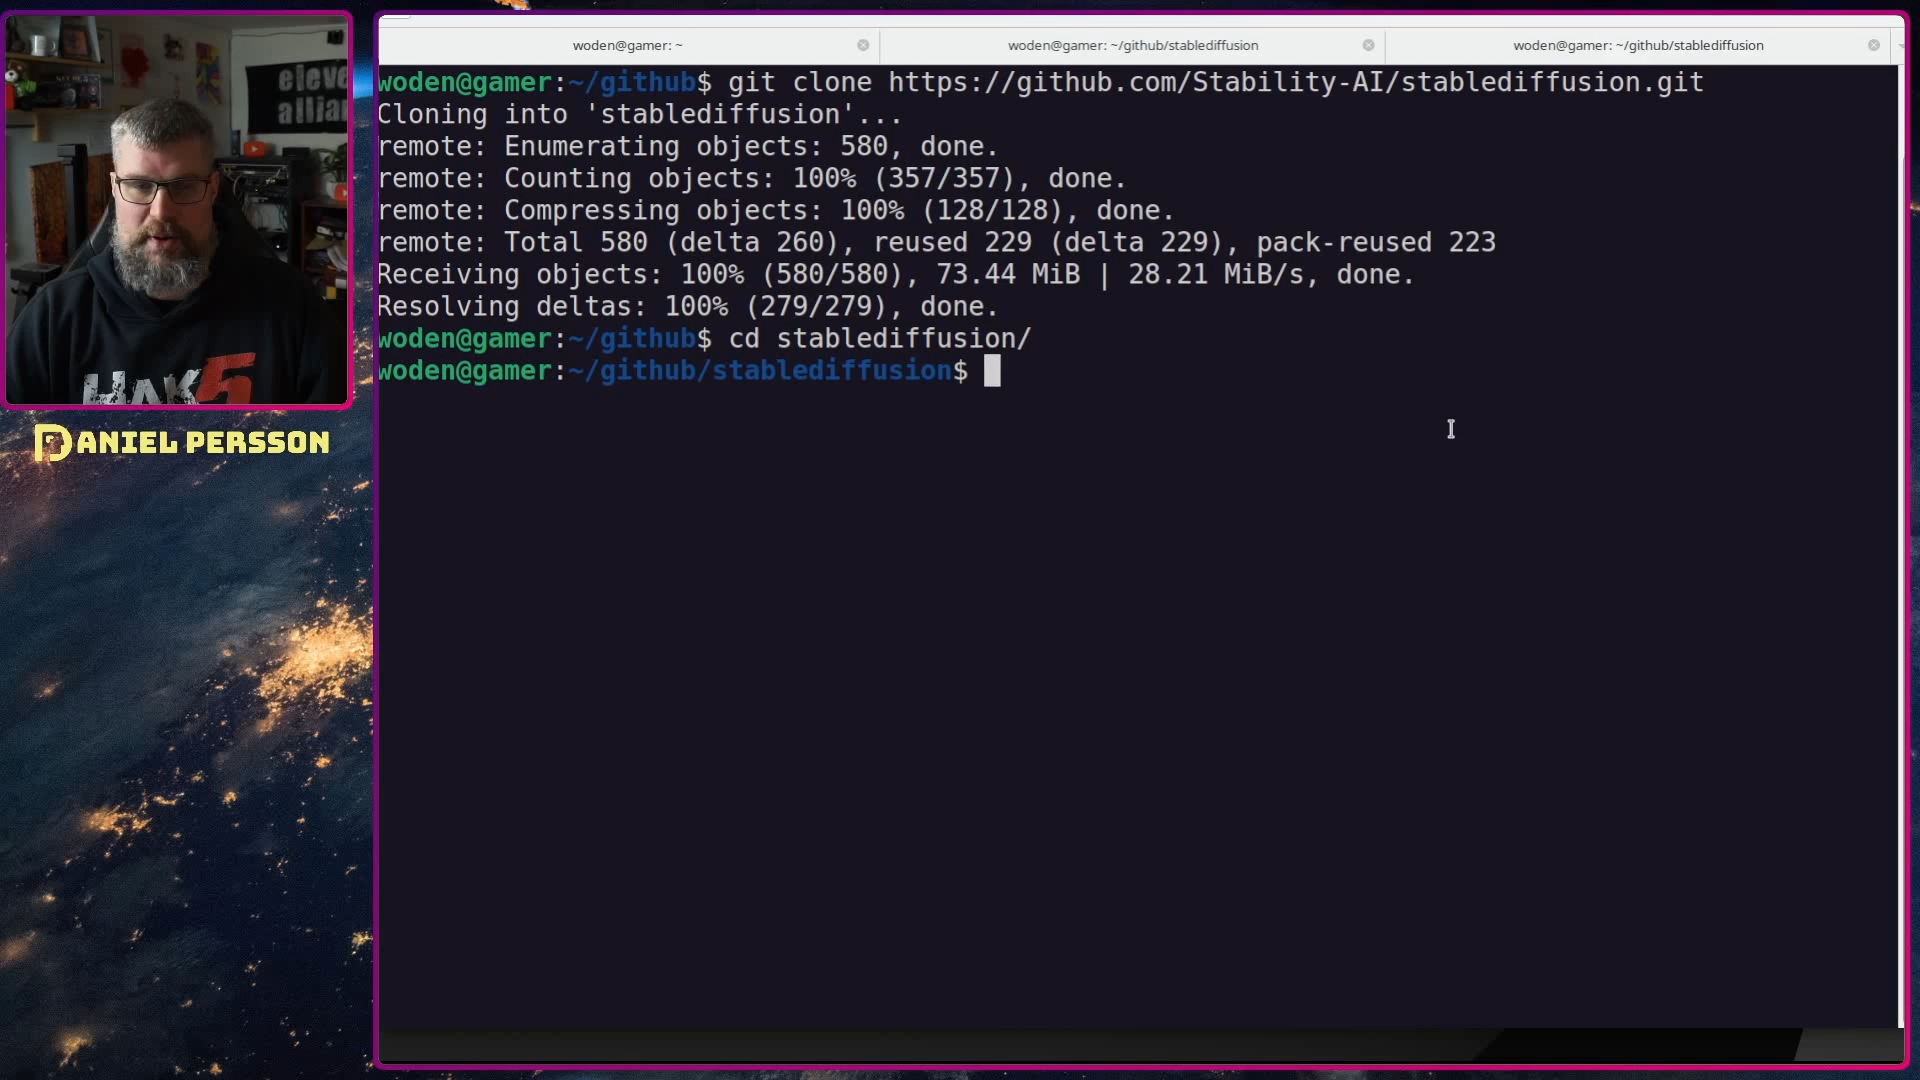 woden@gamer: ~
woden@gamer: ~/github/stablediffusion
woden@gamer: ~/github/stablediffusion
woden@gamer:~/github$ git clone https://github.com/Stability-AI/stablediffusion.git
Cloning into 'stablediffusion'...
remote: Enumerating objects: 580, done.
remote: Counting objects: 100% (357/357), done.
remote: Compressing objects: 100% (128/128), done.
remote: Total 580 (delta 260), reused 229 (delta 229), pack-reused 223
Receiving objects: 100% (580/580), 73.44 MiB | 28.21 MiB/s, done.
Resolving deltas: 100% (279/279), done.
woden@gamer:~/github$ cd stablediffusion/
woden@gamer:~/github/stablediffusion$
eleve
allia
HAK5
DANIEL PERSSON